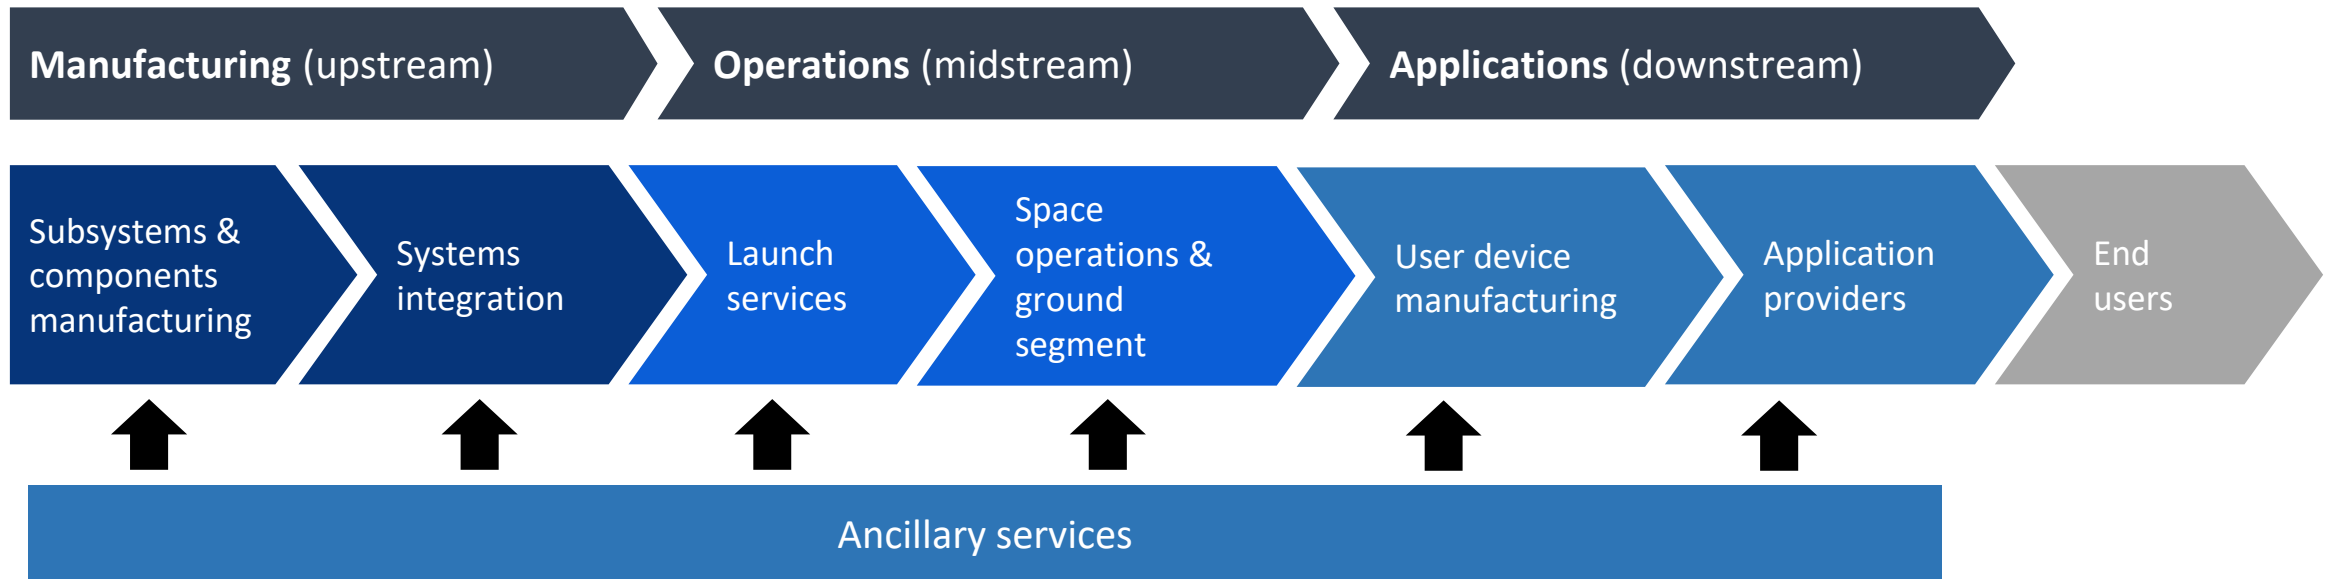 Manufacturing (upstream)
Operations (midstream)
Applications (downstream)
Subsystems &
components
manufacturing
Systems
integration
Launch
services
Space
operations &
ground
segment
User device
manufacturing
Application
providers
End
users
Ancillary services